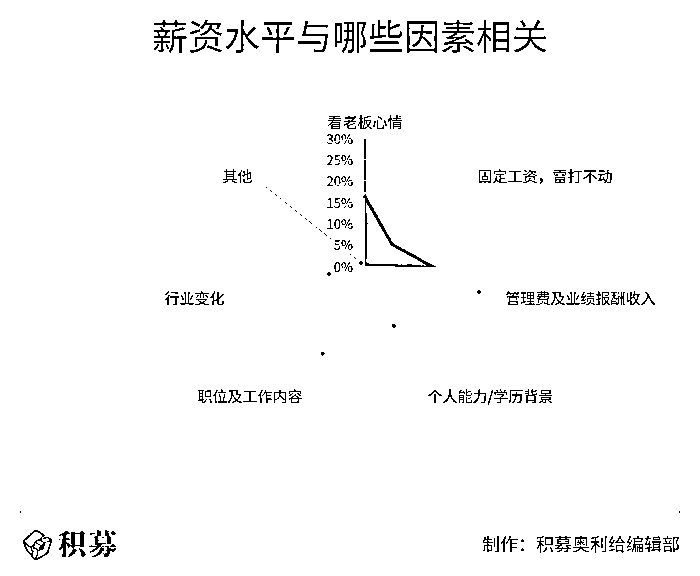 薪资水平与哪些因素相关
看老板心情
30%
25%
20%
15%
10%
5%
0%
其他
固定工资，雷打不动
行业变化
管理费及业绩报酬收入
职位及工作内容
个人能力/学历背景
积募
制作：积募奥利给编辑部